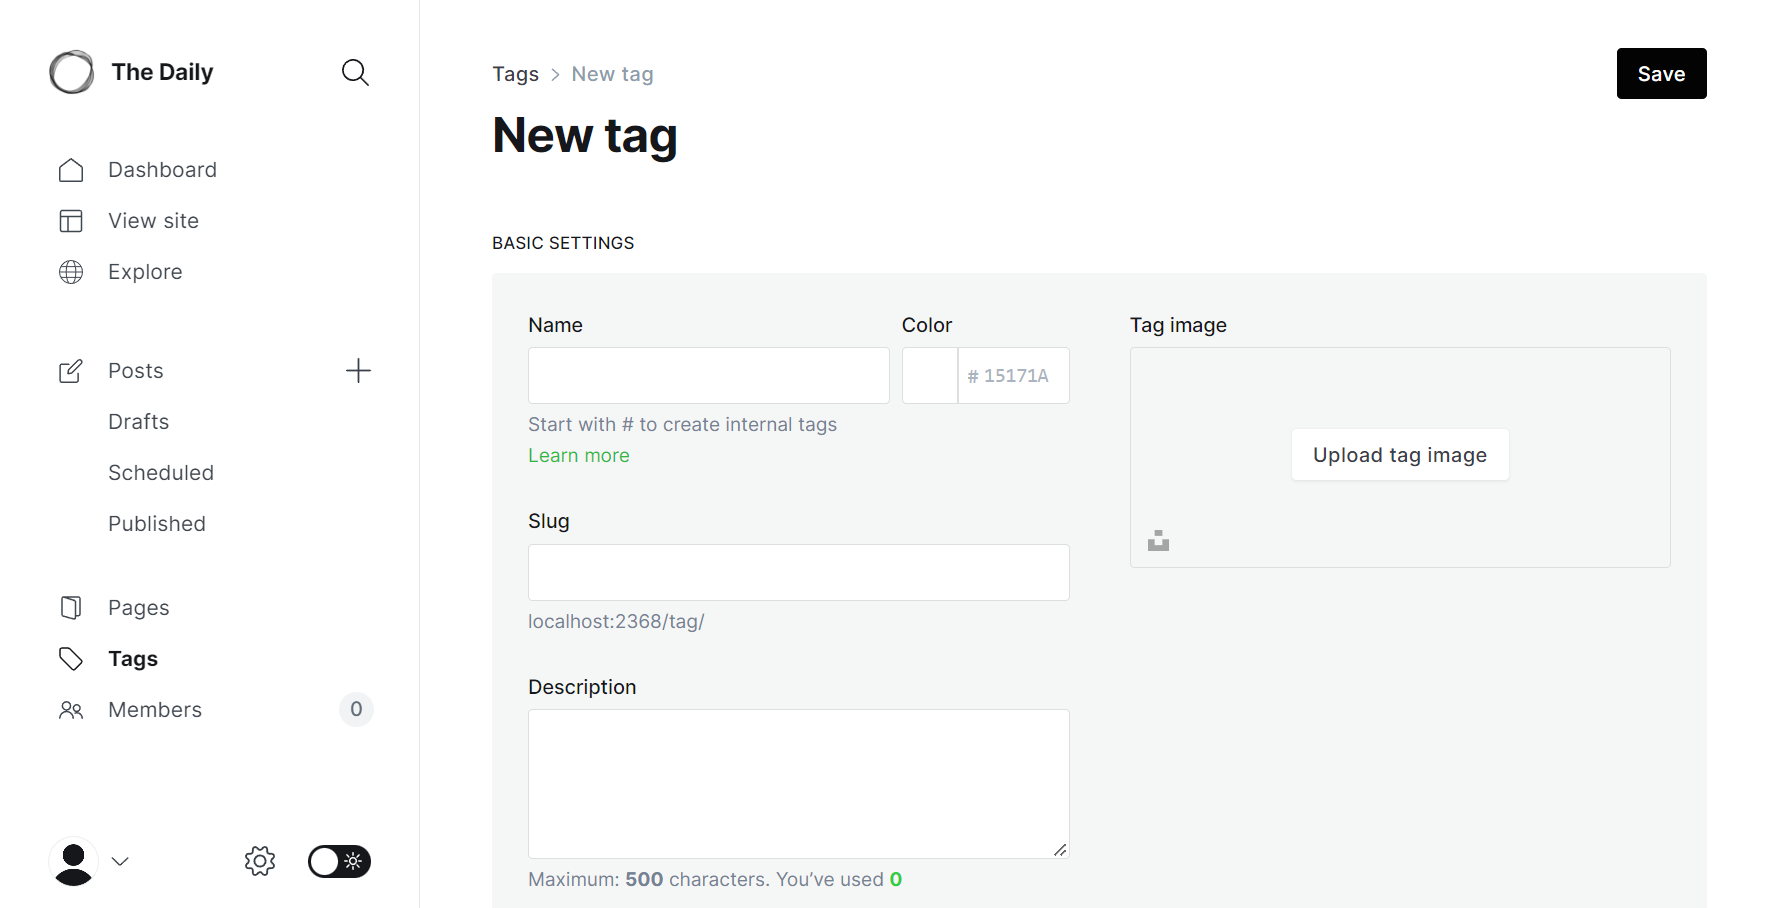 The Daily
Dashboard
View site
Explore
Posts
Drafts
Scheduled
Published
Pages
Tags
Members 0
Tags > New tag
Save
New tag
BASIC SETTINGS
Name
Color
# 15171A
Start with # to create internal tags
Learn more
Slug
localhost:2368/tag/
Description
Maximum: 500 characters. You’ve used 0
Tag image
Upload tag image